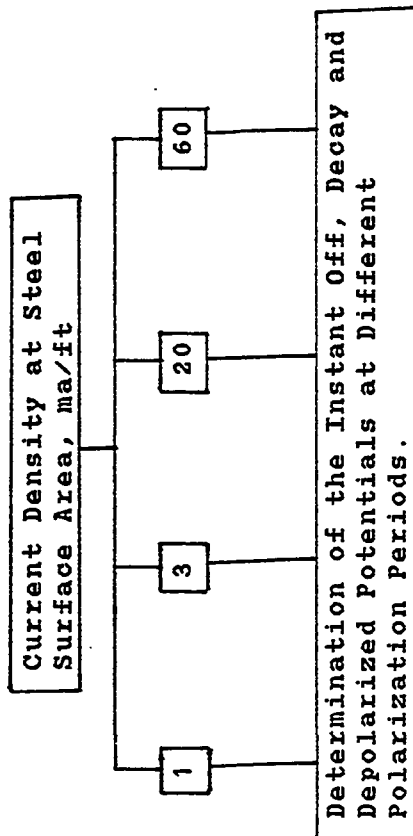 Current Density at Steel
Surface Area, ma/ft
1
3
20
60
Determination of the Instant Off, Decay and
Depolarized Potentials at Different
Polarization Periods.